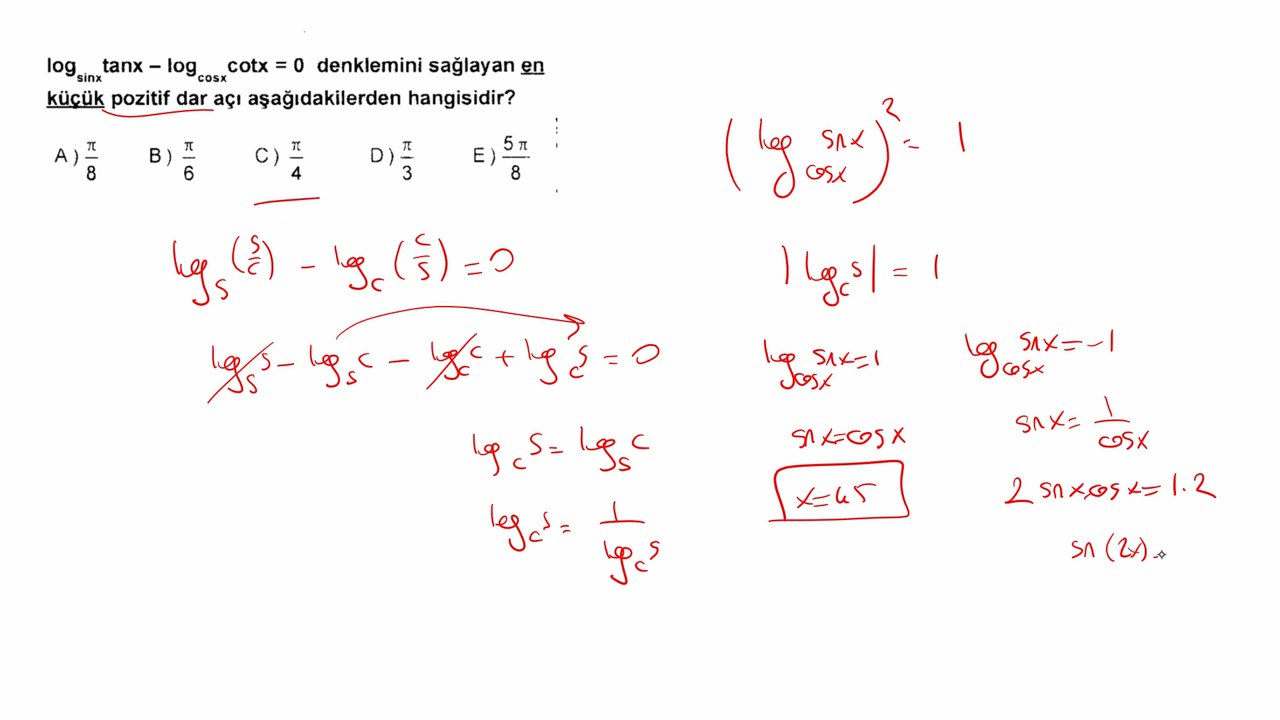 log_sinx tanx – log_cosx cotx = 0 denklemini sağlayan en
küçük pozitif dar açı aşağıdakilerden hangisidir?
A) π/8 B) π/6 C) π/4 D) π/3 E) 5π/8
log_s (s/c) - log_c (c/s) = 0
log_s s - log_s c - log_c c + log_c s = 0
log_c s = log_s c
log_c s = 1/log_c s
(log_cosx sinx)² = 1
|log_c s| = 1
log_cosx sinx = 1
sinx = cosx
x = 45
log_cosx sinx = -1
sinx = 1/cosx
2 sinx cosx = 1.2
sin(2x) =